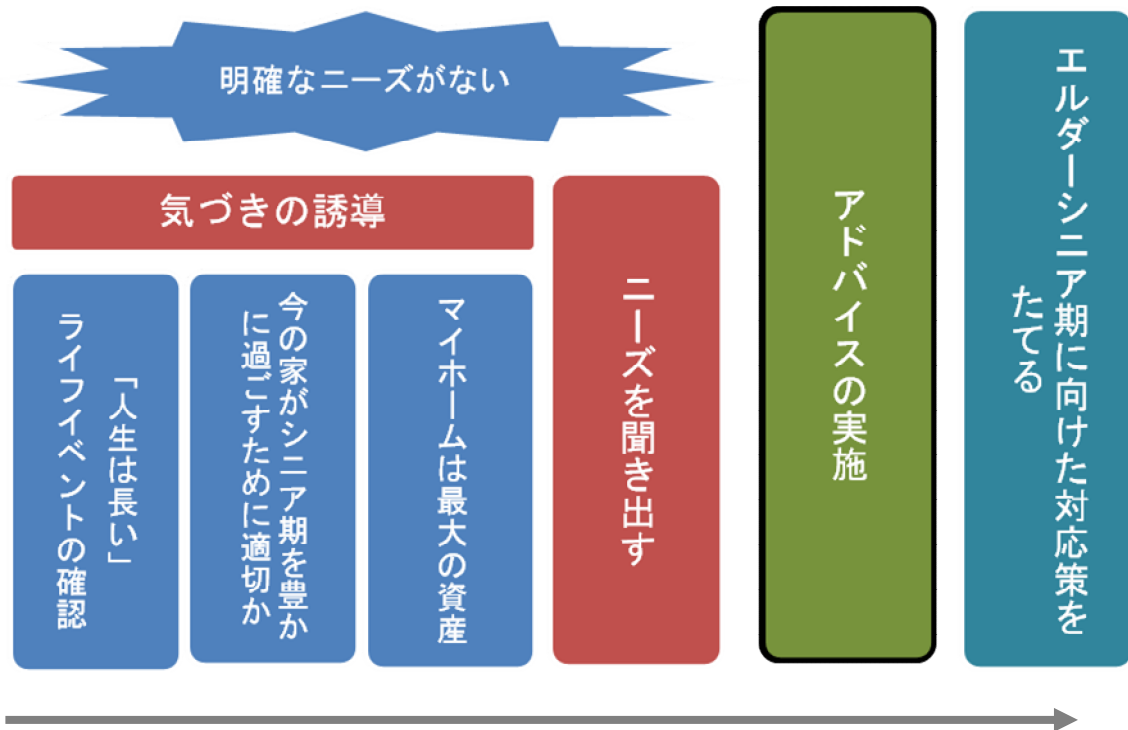 明確なニーズがない
気づきの誘導
「人生は長い」
ライフイベントの確認
今の家がシニア期を豊か
に過ごすために適切か
マイホームは最大の資産
ニーズを聞き出す
アドバイスの実施
エルダーシニア期に向けた対応策を
たてる